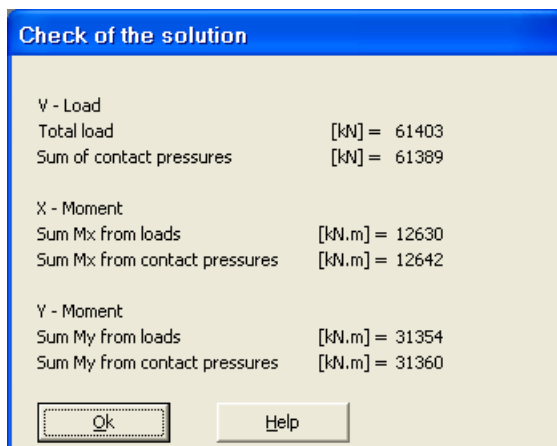 Check of the solution
V - Load
Total load [kN] = 61403
Sum of contact pressures [kN] = 61389
X - Moment
Sum Mx from loads [kN.m] = 12630
Sum Mx from contact pressures [kN.m] = 12642
Y - Moment
Sum My from loads [kN.m] = 31354
Sum My from contact pressures [kN.m] = 31360
Ok Help